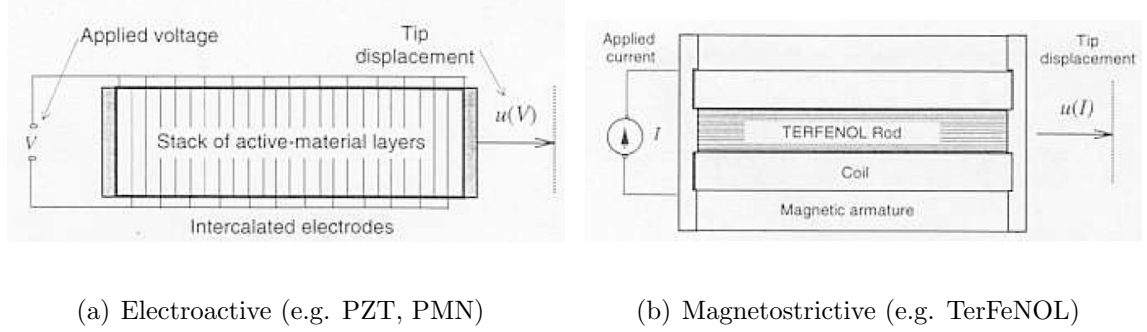 Applied voltage
Tip
displacement
u(V)
V
Stack of active-material layers
Intercalated electrodes
(a) Electroactive (e.g. PZT, PMN)
Applied
current
Tip
displacement
u(I)
I
TERFENOL Rod
Coil
Magnetic armature
(b) Magnetostrictive (e.g. TerFeNOL)